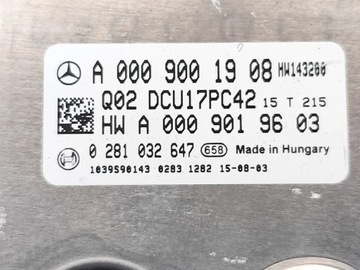 A 000 900 19 08 HW143200
Q02 DCU17PC42 15 T 215
HW A 000 901 96 03
0 281 032 647 658 Made in Hungary
1039S90143 0283 1202 15-08-03